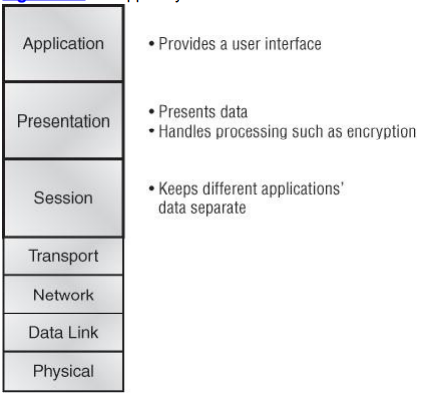 Application
• Provides a user interface
Presentation
• Presents data
• Handles processing such as encryption
Session
• Keeps different applications’
data separate
Transport
Network
Data Link
Physical